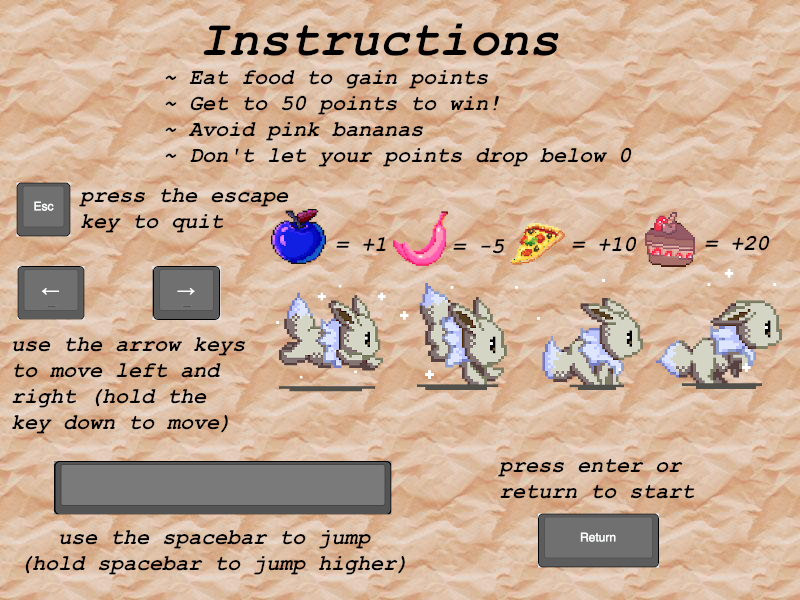 Instructions
~ Eat food to gain points
~ Get to 50 points to win!
~ Avoid pink bananas
~ Don't let your points drop below 0
Esc
press the escape
key to quit
= +1
= -5
= +10
= +20
←
→
use the arrow keys
to move left and
right (hold the
key down to move)
use the spacebar to jump
(hold spacebar to jump higher)
press enter or
return to start
Return